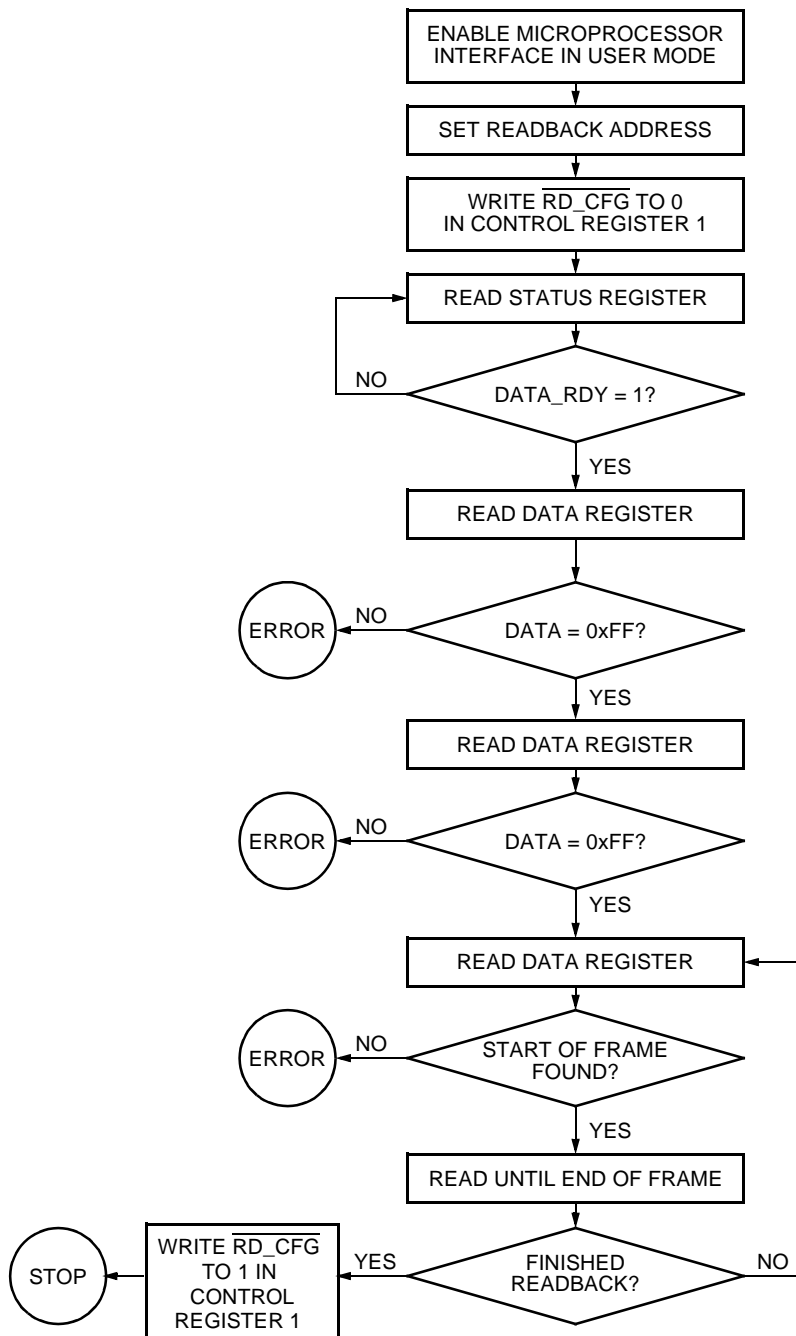 ENABLE MICROPROCESSOR
INTERFACE IN USER MODE
SET READBACK ADDRESS
WRITE RD_CFG TO 0
IN CONTROL REGISTER 1
READ STATUS REGISTER
NO
DATA_RDY = 1?
YES
READ DATA REGISTER
ERROR
NO
DATA = 0xFF?
YES
READ DATA REGISTER
ERROR
NO
DATA = 0xFF?
YES
READ DATA REGISTER
ERROR
NO
START OF FRAME
FOUND?
YES
READ UNTIL END OF FRAME
STOP
WRITE RD_CFG
TO 1 IN
CONTROL
REGISTER 1
YES
FINISHED
READBACK?
NO